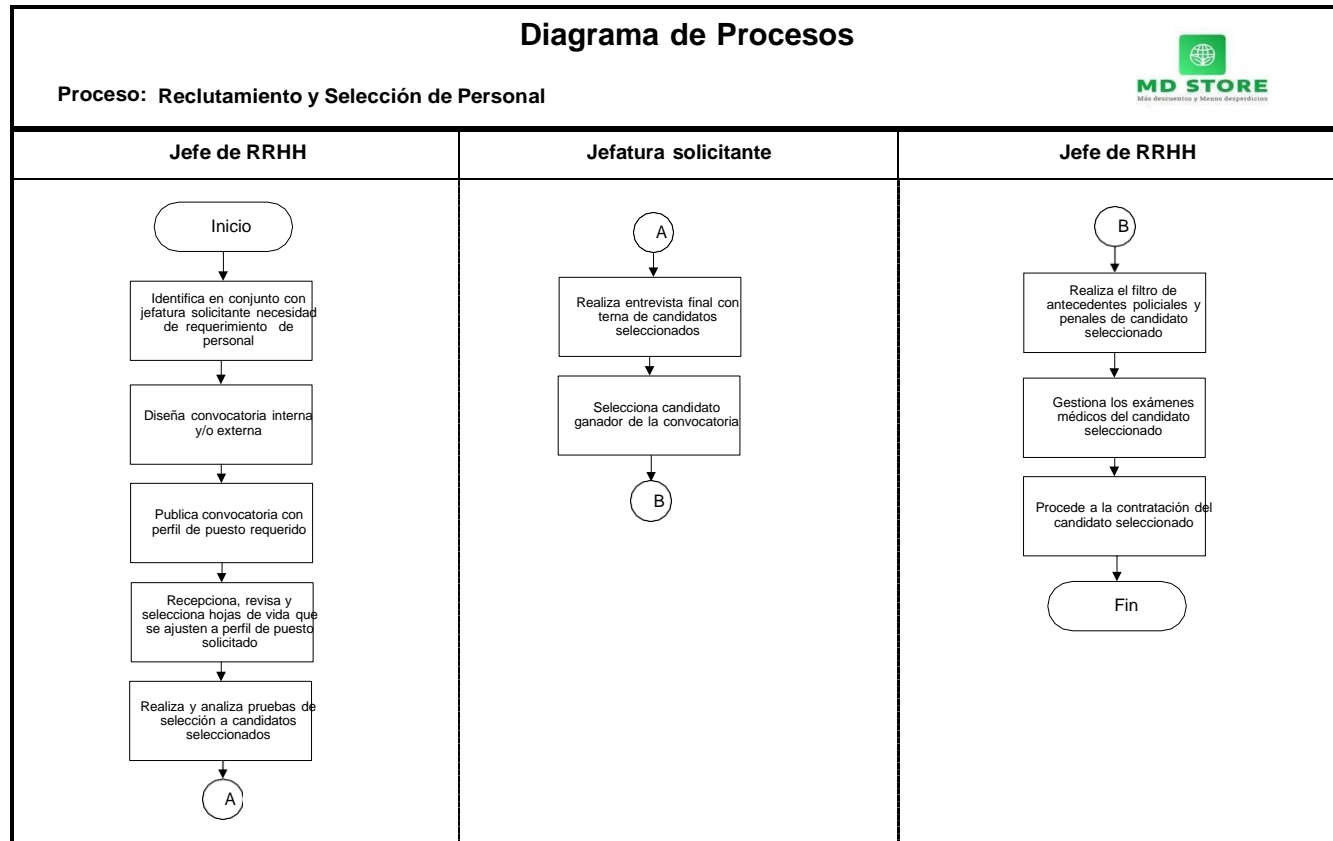 Diagrama de Procesos
Proceso: Reclutamiento y Selección de Personal
MD STORE
Más descuentos y Menos desperdicios
Jefe de RRHH
Jefatura solicitante
Jefe de RRHH
Inicio
Identifica en conjunto con
jefatura solicitante necesidad
de requerimiento de
personal
Diseña convocatoria interna
y/o externa
Publica convocatoria con
perfil de puesto requerido
Recepciona, revisa y
selecciona hojas de vida que
se ajusten a perfil de puesto
solicitado
Realiza y analiza pruebas de
selección a candidatos
seleccionados
A
A
Realiza entrevista final con
terna de candidatos
seleccionados
Selecciona candidato
ganador de la convocatoria
B
B
Realiza el filtro de
antecedentes policiales y
penales de candidato
seleccionado
Gestiona los exámenes
médicos del candidato
seleccionado
Procede a la contratación del
candidato seleccionado
Fin